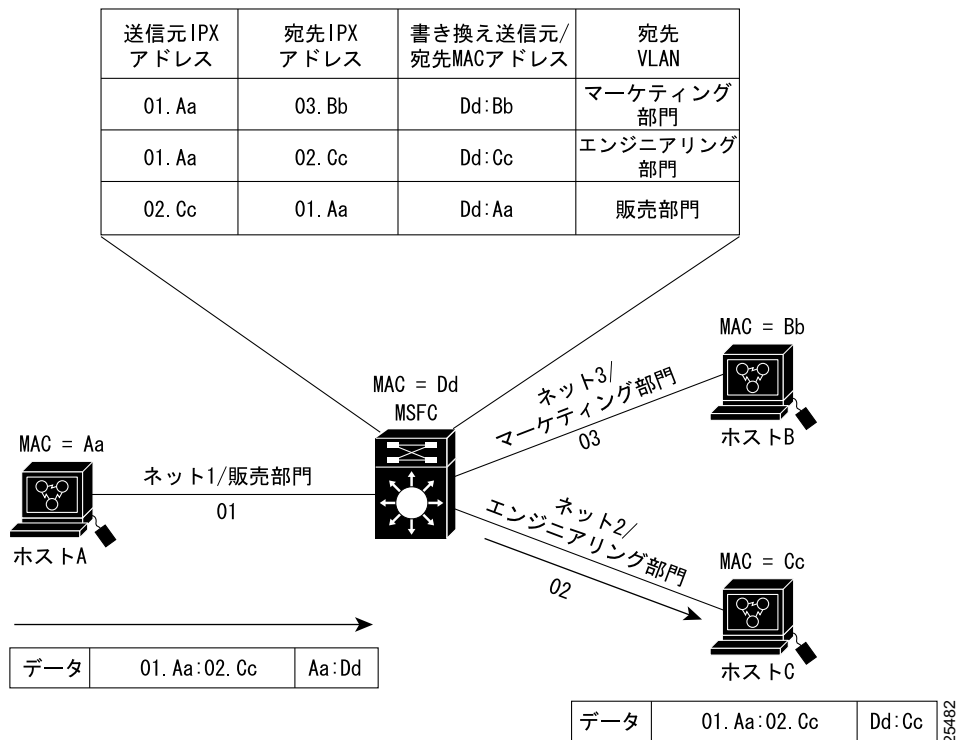 送信元IPX
アドレス
宛先IPX
アドレス
書き換え送信元/
宛先MACアドレス
宛先
VLAN
01.Aa
03.Bb
Dd:Bb
マーケティング
部門
01.Aa
02.Cc
Dd:Cc
エンジニアリング
部門
02.Cc
01.Aa
Dd:Aa
販売部門
MAC = Bb
ホストB
MAC = Dd
MSFC
ネット3/
マーケティング部門
03
MAC = Aa
ホストA
ネット1/販売部門
01
ネット2/
エンジニアリング部門
02
MAC = Cc
ホストC
データ
01.Aa:02.Cc
Aa:Dd
データ
01.Aa:02.Cc
Dd:Cc
25482